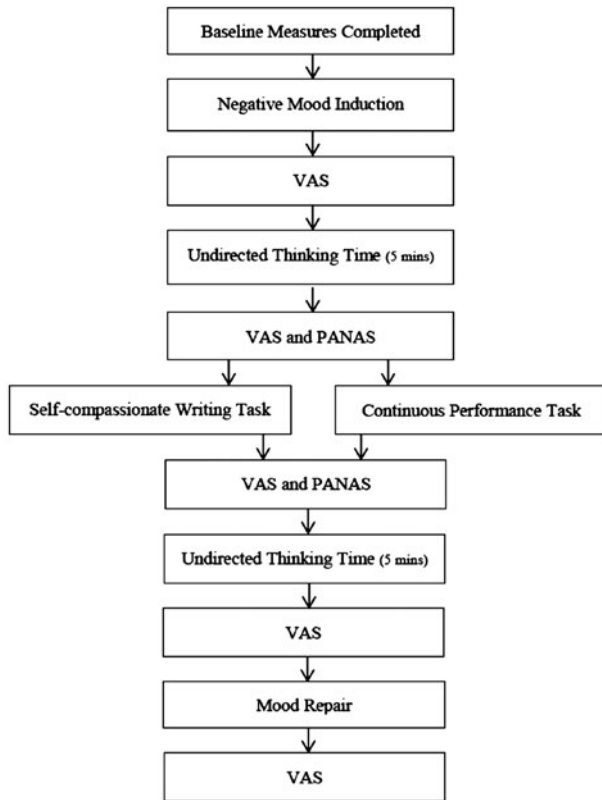 Baseline Measures Completed
Negative Mood Induction
VAS
Undirected Thinking Time (5 mins)
VAS and PANAS
Self-compassionate Writing Task
Continuous Performance Task
VAS and PANAS
Undirected Thinking Time (5 mins)
VAS
Mood Repair
VAS